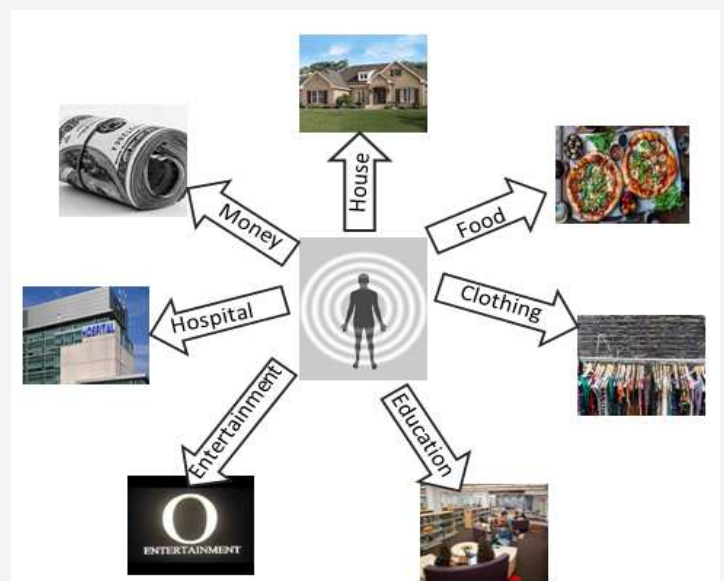 House
Money
Food
Hospital
HOSPITAL
Clothing
Entertainment
Education
O
ENTERTAINMENT